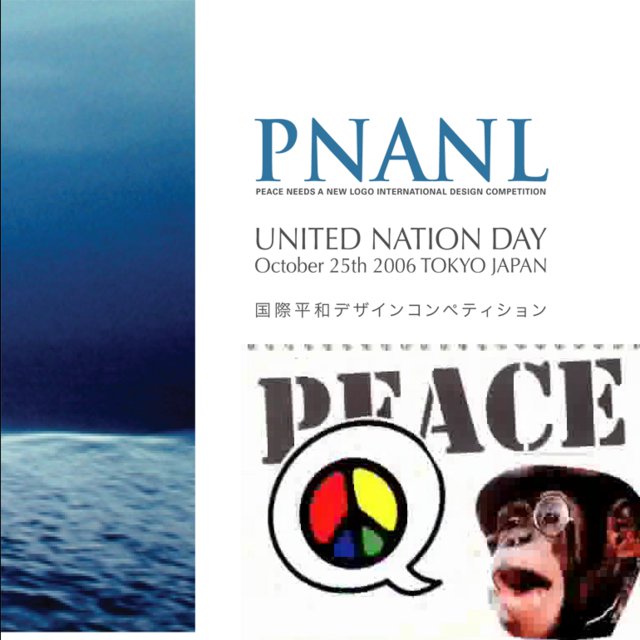 PNANL
PEACE NEEDS A NEW LOGO INTERNATIONAL DESIGN COMPETITION
UNITED NATION DAY
October 25th 2006 TOKYO JAPAN
国際平和デザインコンペティション
PEACE